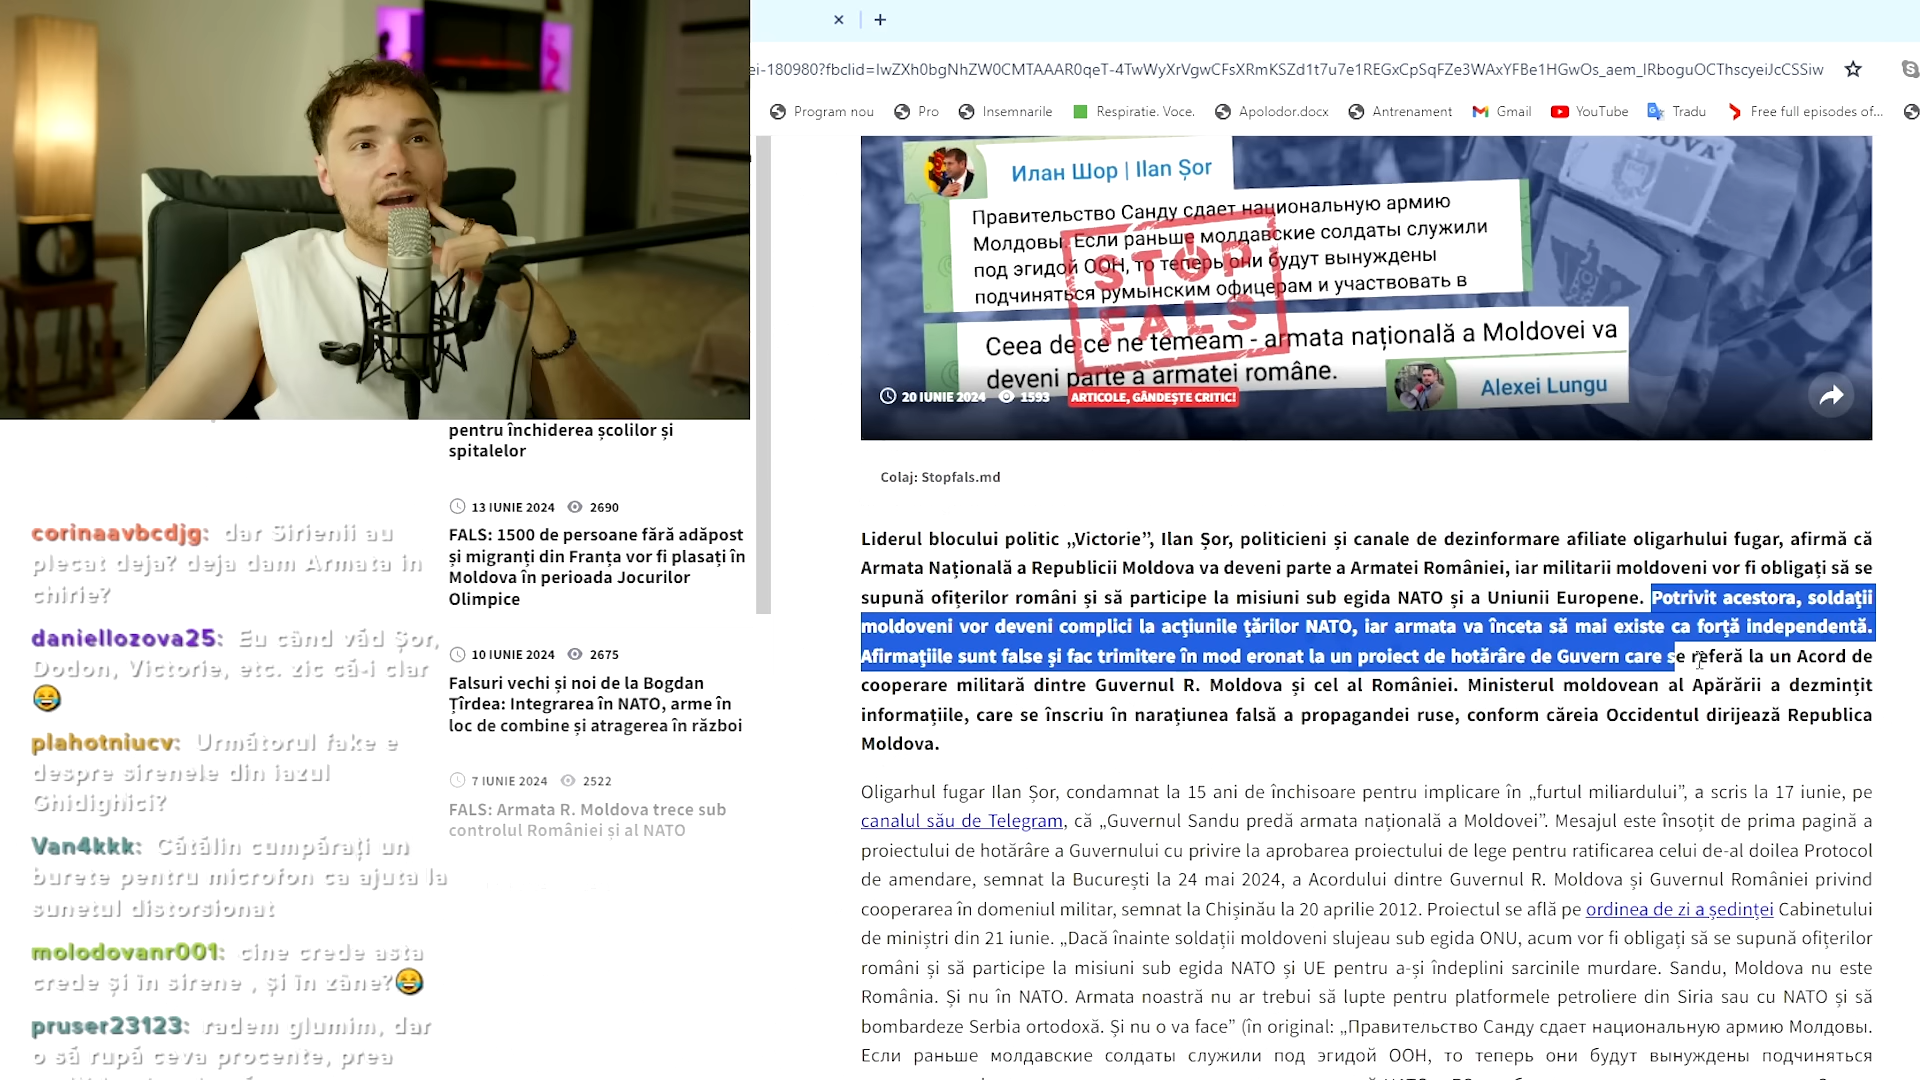 ei-180980?fbclid=IwZXh0bgNhZW0CMTAAAR0qeT-4TwWyXrVgwCFsXRmKSZd1t7u7e1REGxCpSqFZe3WAxYFBe1HGwOs_aem_IRboguOCThscyeiJcCSSiw
Program nou Pro Insemnarile Respiratie. Voce. Apolodor.docx Antrenament Gmail YouTube Tradu Free full episodes of...
Илан Шор | Ilan Șor
Правительство Санду сдает национальную армию
Молдовы. Если раньше молдавские солдаты служили
под эгидой ООН, то теперь они будут вынуждены
подчиняться румынским офицерам и участвовать в
STOP
FALS
Ceea de ce ne temeam - armata națională a Moldovei va
deveni parte a armatei române.
Alexei Lungu
20 IUNIE 2024 1593 ARTICOLE, GÂNDEȘTE CRITIC!
Colaj: Stopfals.md
Liderul blocului politic „Victorie”, Ilan Șor, politicieni și canale de dezinformare afiliate oligarhului fugar, afirmă că
Armata Națională a Republicii Moldova va deveni parte a Armatei României, iar militarii moldoveni vor fi obligați să se
supună ofițerilor români și să participe la misiuni sub egida NATO și a Uniunii Europene. Potrivit acestora, soldații
moldoveni vor deveni complici la acțiunile țărilor NATO, iar armata va înceta să mai existe ca forță independentă.
Afirmațiile sunt false și fac trimitere în mod eronat la un proiect de hotărâre de Guvern care se referă la un Acord de
cooperare militară dintre Guvernul R. Moldova și cel al României. Ministerul moldovean al Apărării a dezmințit
informațiile, care se înscriu în narațiunea falsă a propagandei ruse, conform căreia Occidentul dirijează Republica
Moldova.
Oligarhul fugar Ilan Șor, condamnat la 15 ani de închisoare pentru implicare în „furtul miliardului”, a scris la 17 iunie, pe
canalul său de Telegram, că „Guvernul Sandu predă armata națională a Moldovei”. Mesajul este însoțit de prima pagină a
proiectului de hotărâre a Guvernului cu privire la aprobarea proiectului de lege pentru ratificarea celui de-al doilea Protocol
de amendare, semnat la București la 24 mai 2024, a Acordului dintre Guvernul R. Moldova și Guvernul României privind
cooperarea în domeniul militar, semnat la Chișinău la 20 aprilie 2012. Proiectul se află pe ordinea de zi a ședinței Cabinetului
de miniștri din 21 iunie. „Dacă înainte soldații moldoveni slujeau sub egida ONU, acum vor fi obligați să se supună ofițerilor
români și să participe la misiuni sub egida NATO și UE pentru a-și îndeplini sarcinile murdare. Sandu, Moldova nu este
România. Și nu în NATO. Armata noastră nu ar trebui să lupte pentru platformele petroliere din Siria sau cu NATO și să
bombardeze Serbia ortodoxă. Și nu o va face” (în original: „Правительство Санду сдает национальную армию Молдовы.
Если раньше молдавские солдаты служили под эгидой ООН, то теперь они будут вынуждены подчиняться
pentru închiderea școlilor și
spitalelor
13 IUNIE 2024 2690
FALS: 1500 de persoane fără adăpost
și migranți din Franța vor fi plasați în
Moldova în perioada Jocurilor
Olimpice
10 IUNIE 2024 2675
Falsuri vechi și noi de la Bogdan
Țîrdea: Integrarea în NATO, arme în
loc de combine și atragerea în război
7 IUNIE 2024 2522
FALS: Armata R. Moldova trece sub
controlul României și al NATO
corinaavbcdjg: dar Sirienii au
plecat deja? deja dam Armata in
chirie?
daniellozova25: Eu când văd Șor,
Dodon, Victorie, etc. zic că-i clar
😂
plahotniucv: Următorul fake e
despre sirenele din iazul
Ghidighici?
Van4kkk: Cătălin cumpărați un
burete pentru microfon ca ajuta la
sunetul distorsionat
molodovanr001: cine crede asta
crede și în sirene , și în zâne?😂
pruser23123: radem glumim, dar
o să rupă ceva procente, prea